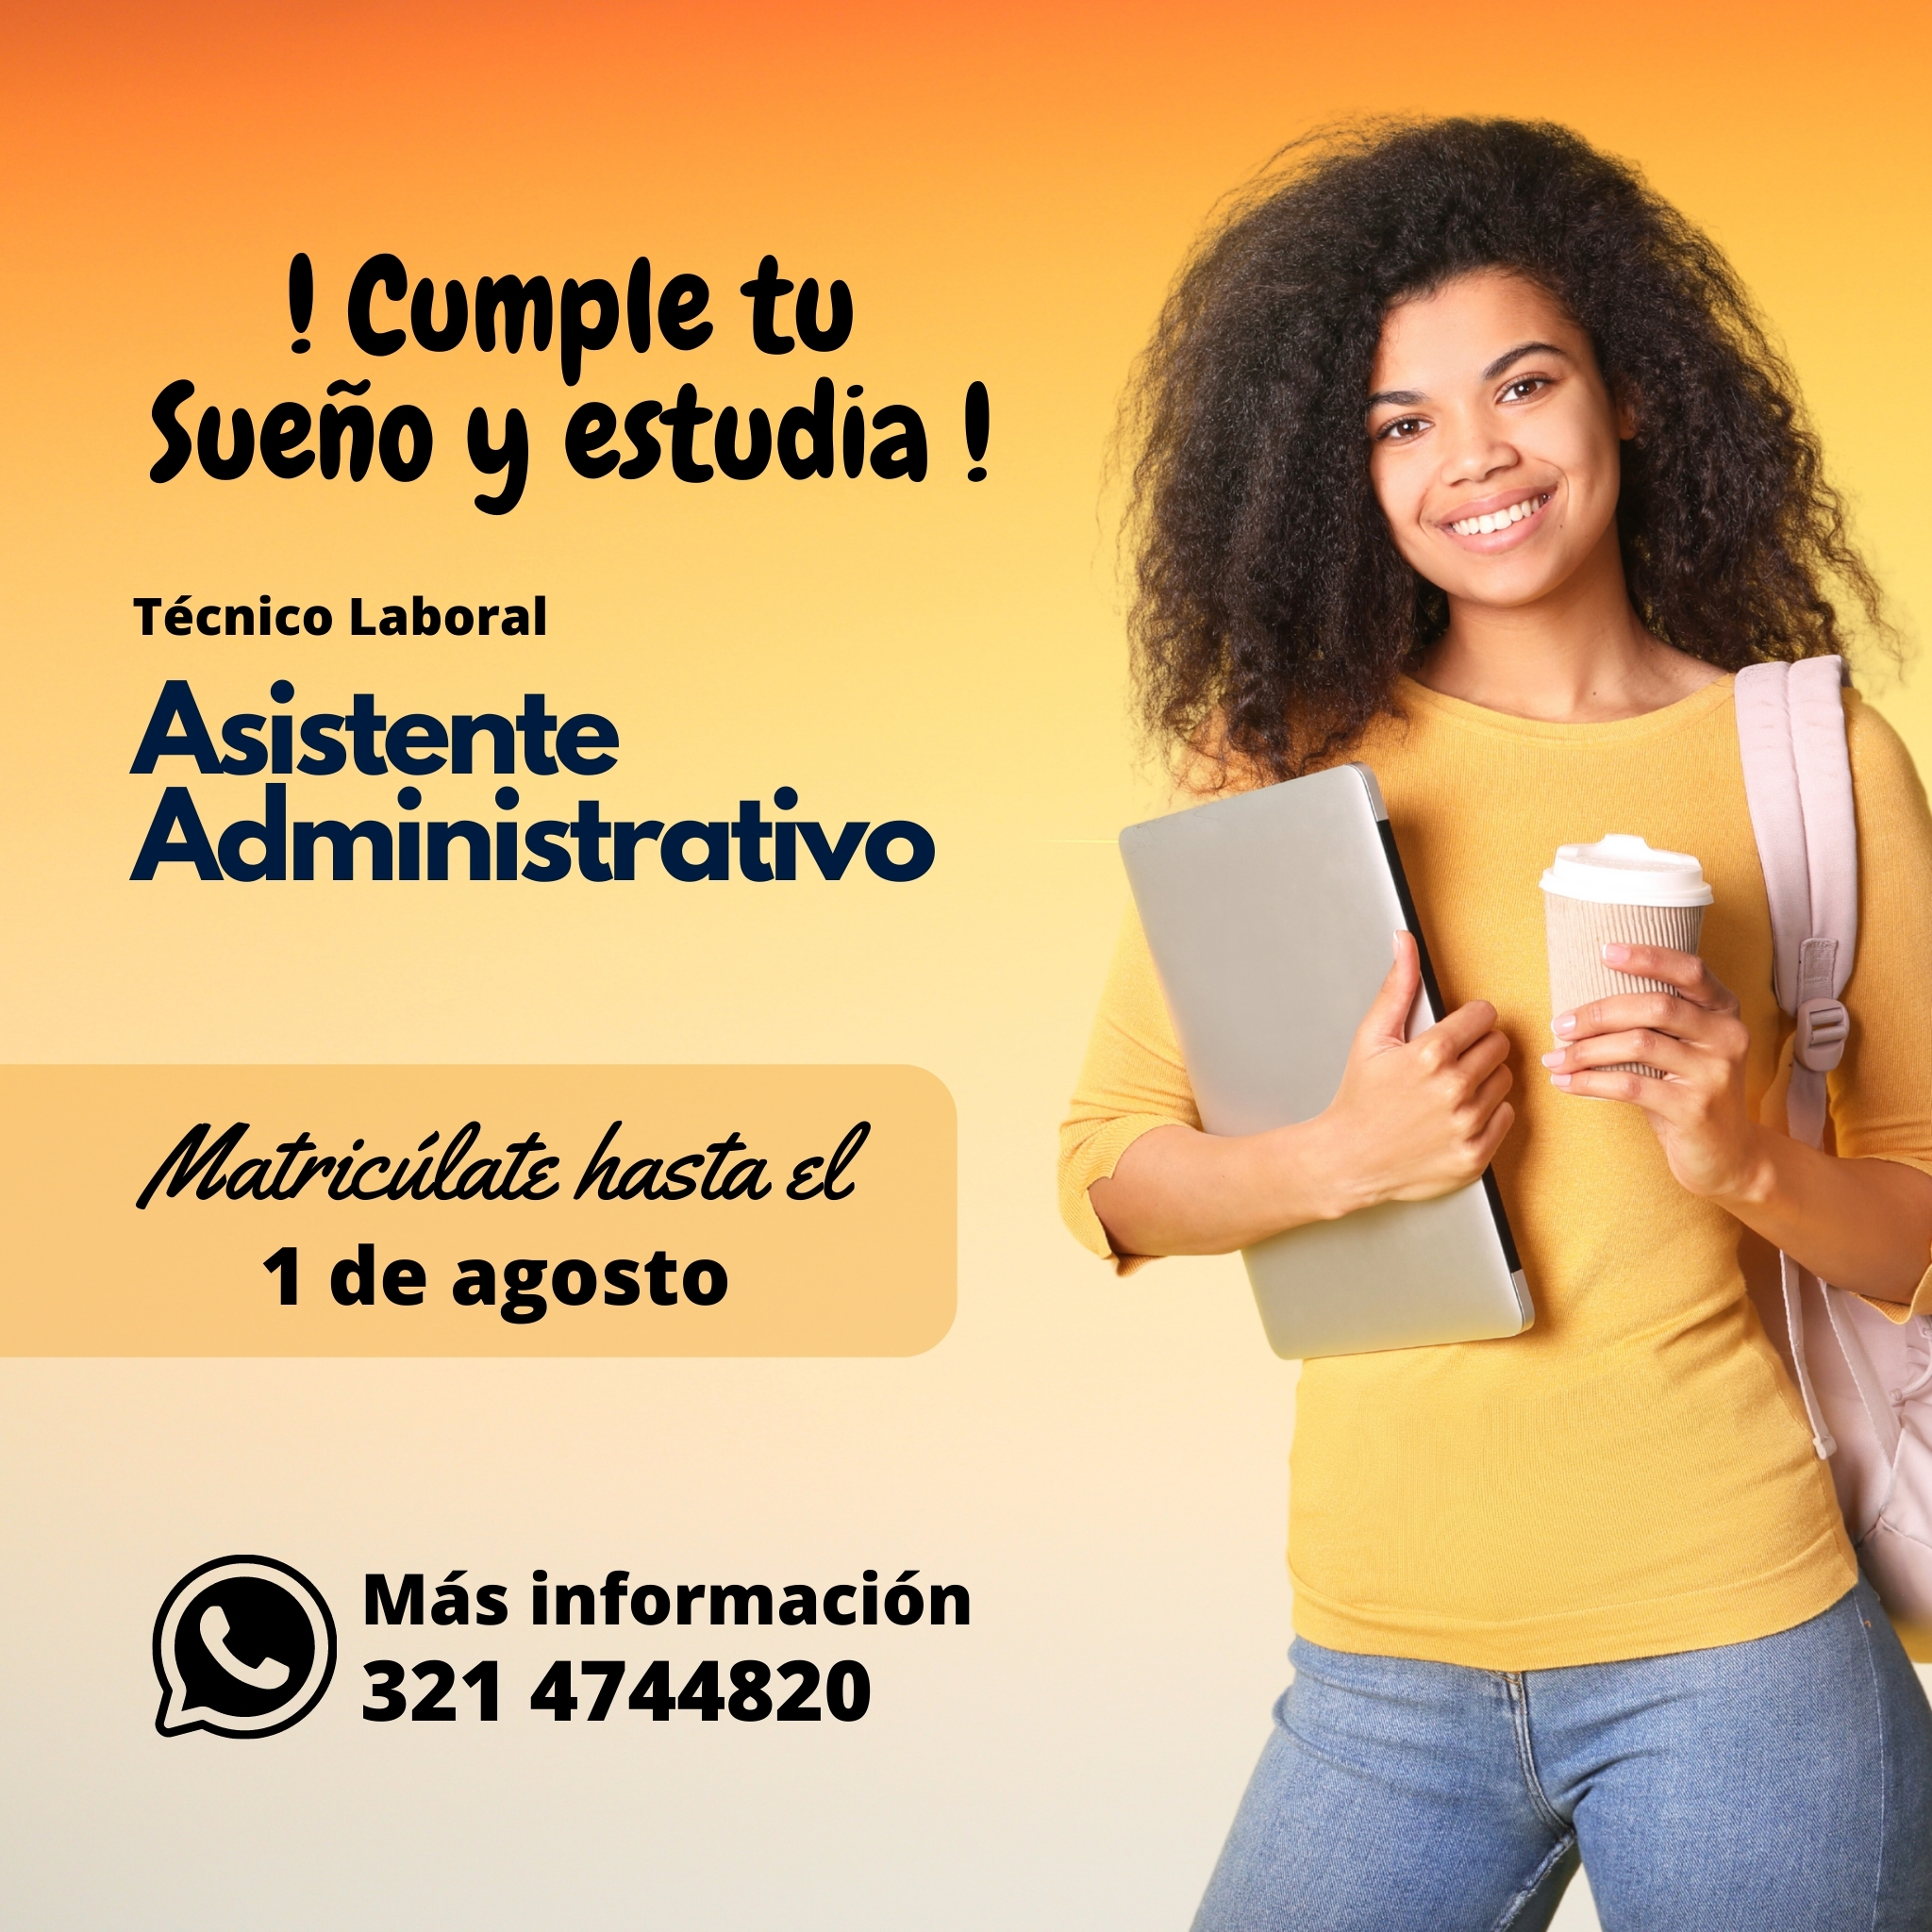 ! Cumple tu
Sueño y estudia !
Técnico Laboral
Asistente
Administrativo
Matricúlate hasta el
1 de agosto
Más información
321 4744820